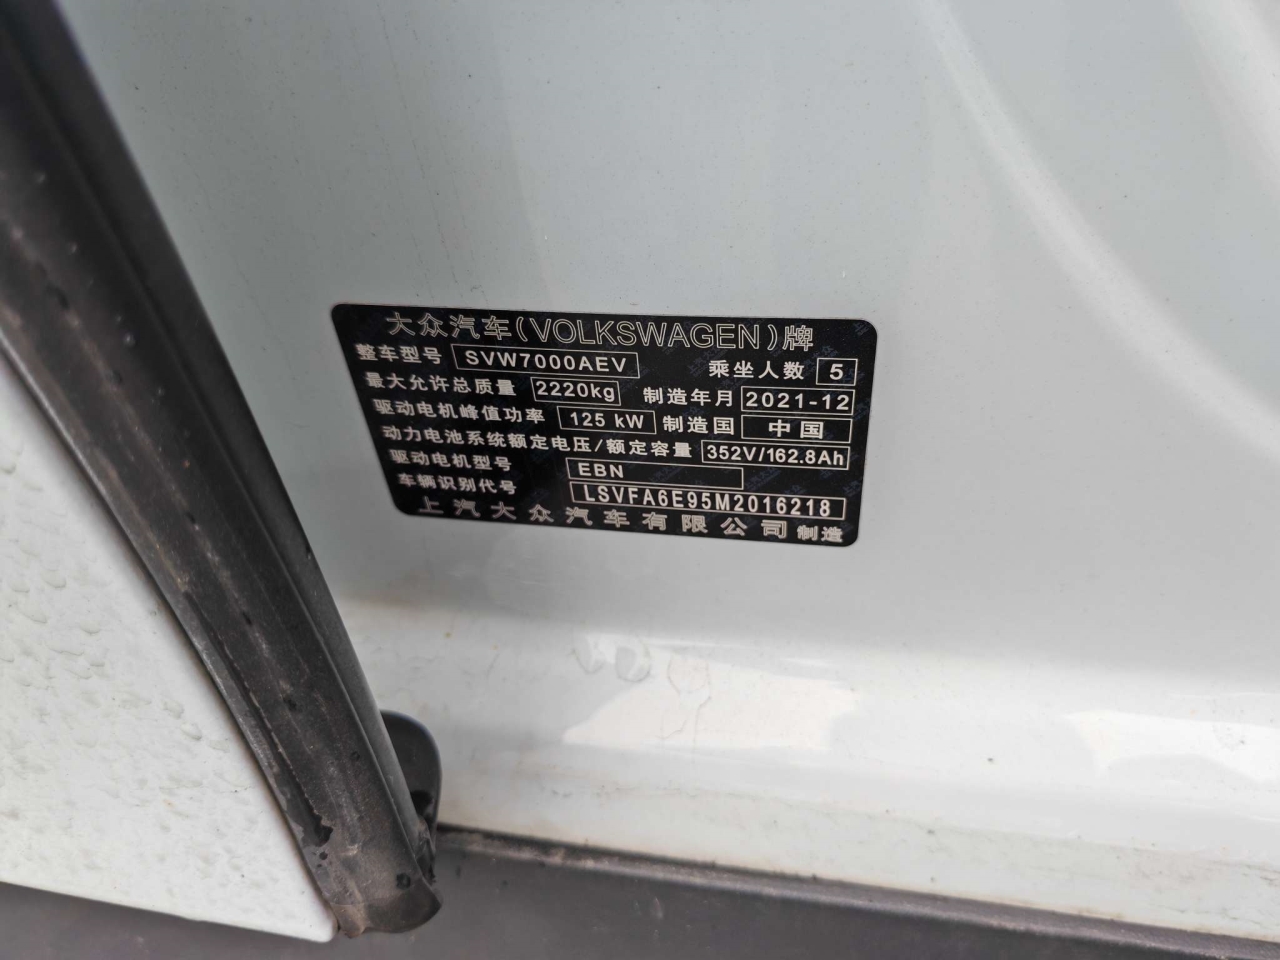 大众汽车(VOLKSWAGEN)牌
整车型号 SVW7000AEV 乘坐人数 5
最大允许总质量 2220kg 制造年月 2021-12
驱动电机峰值功率 125 kW 制造国 中国
动力电池系统额定电压/额定容量 352V/162.8Ah
驱动电机型号 EBN
车辆识别代号 LSVFA6E95M2016218
上汽大众汽车有限公司 制造